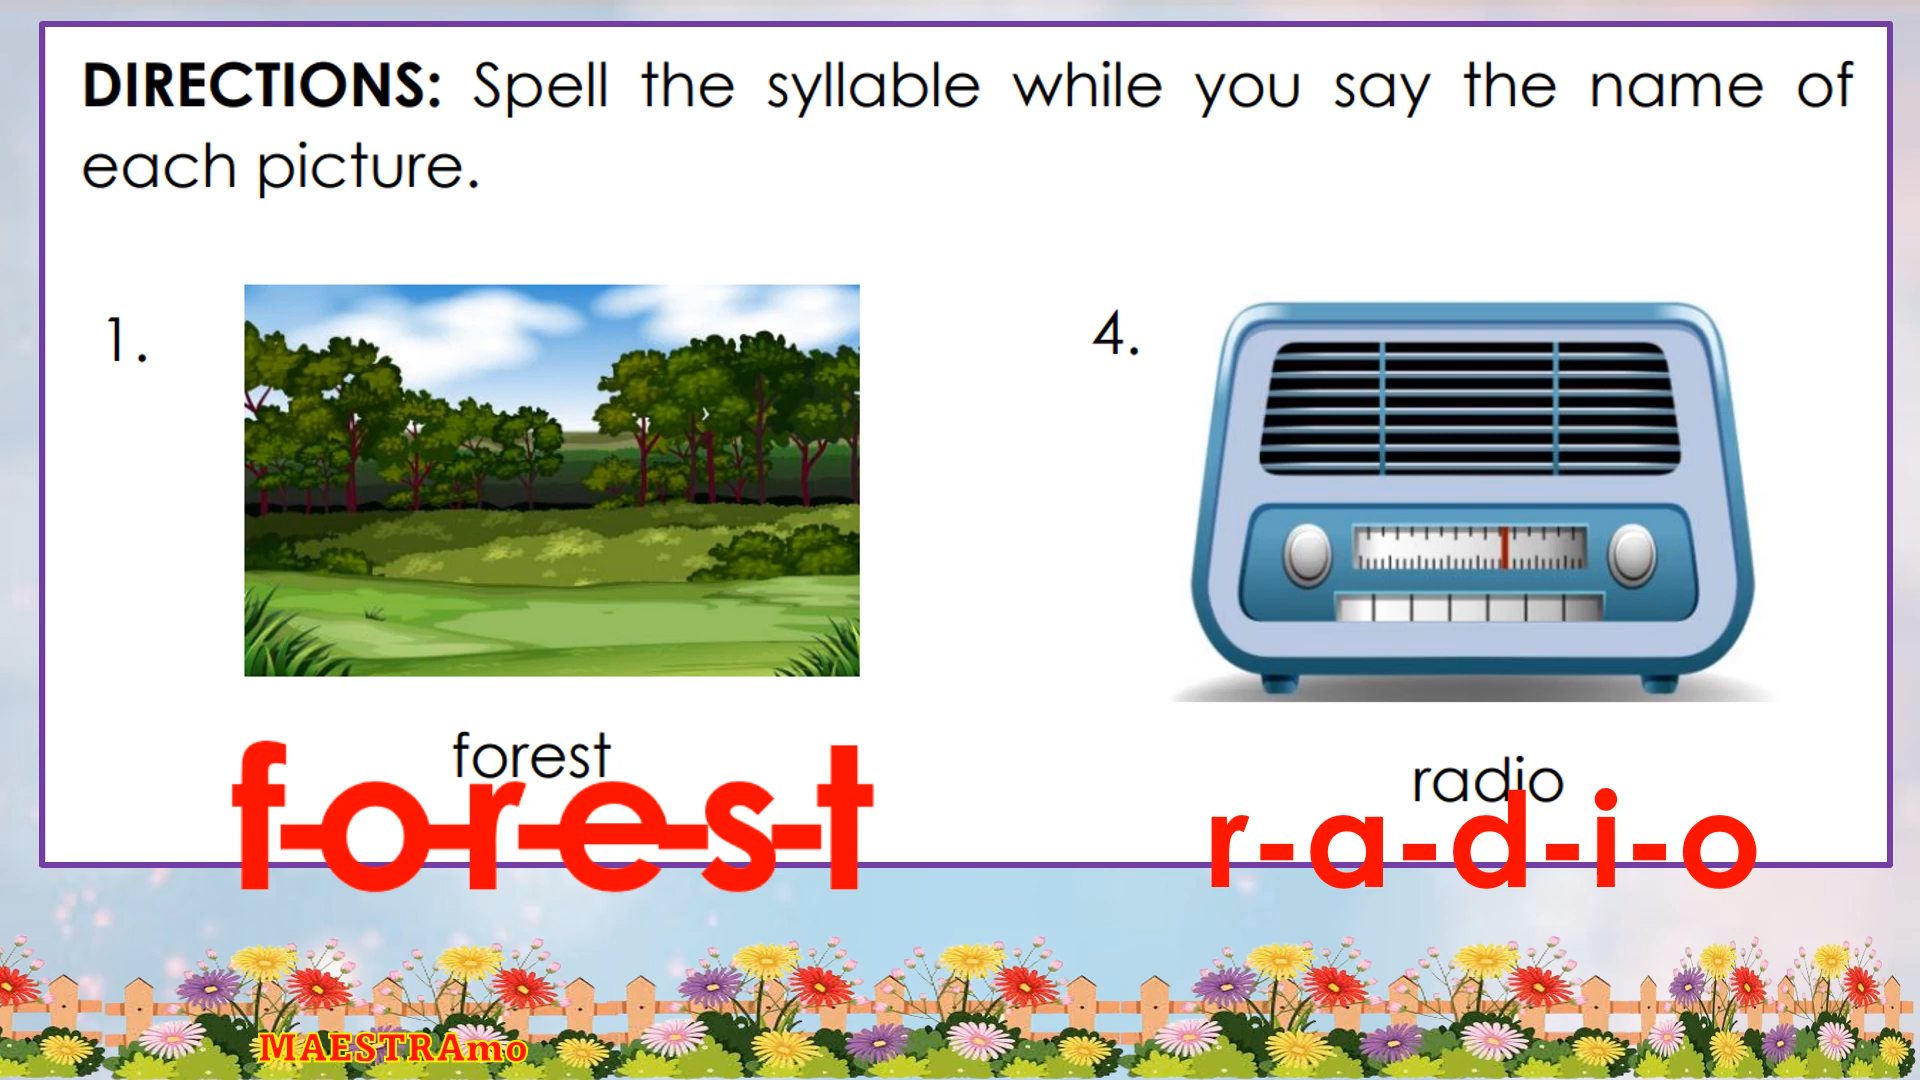 DIRECTIONS: Spell the syllable while you say the name of
each picture.
1.
4.
forest
f-o-r-e-s-t
radio
r-a-d-i-o
MAESTRAmo